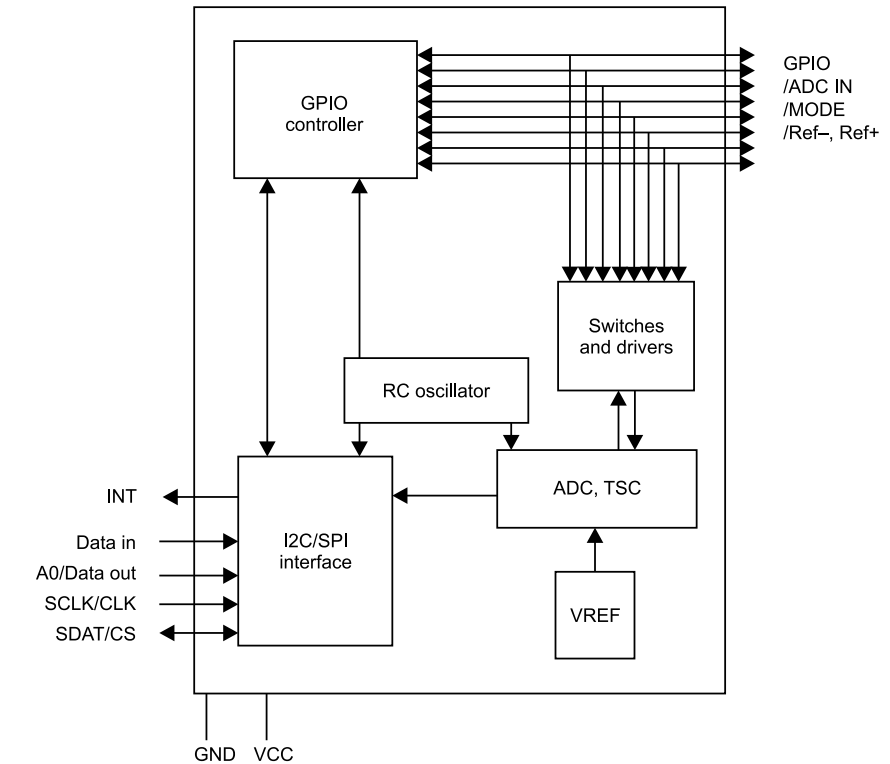 GPIO
controller
GPIO
/ADC IN
/MODE
/Ref–, Ref+
Switches
and drivers
RC oscillator
ADC, TSC
I2C/SPI
interface
VREF
INT
Data in
A0/Data out
SCLK/CLK
SDAT/CS
GND VCC